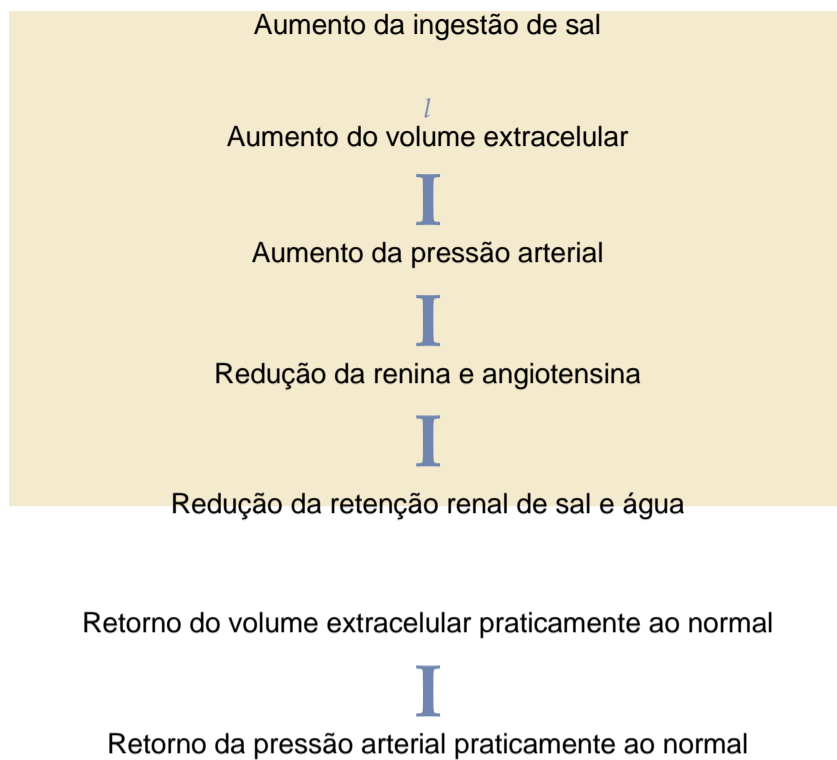 Aumento da ingestão de sal
l
Aumento do volume extracelular
I
Aumento da pressão arterial
I
Redução da renina e angiotensina
I
Redução da retenção renal de sal e água
Retorno do volume extracelular praticamente ao normal
I
Retorno da pressão arterial praticamente ao normal